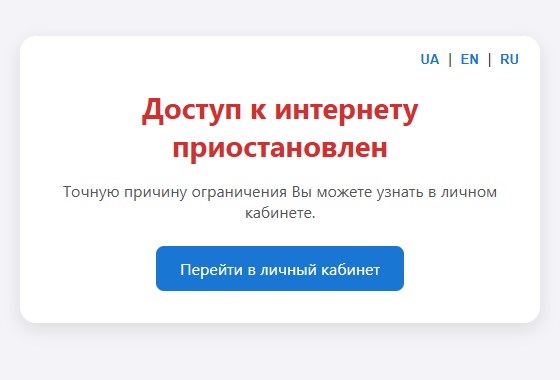 UA | EN | RU
Доступ к интернету
приостановлен
Точную причину ограничения Вы можете узнать в личном
кабинете.
Перейти в личный кабинет